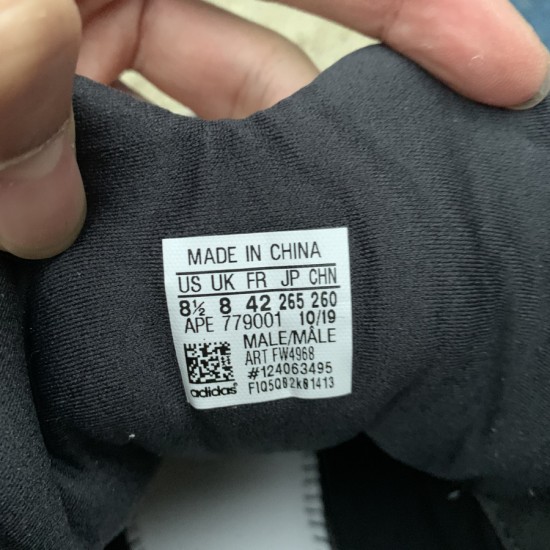 MADE IN CHINA
US UK FR JP CHN
8½ 8 42 265 260
APE 779001 10/19
MALE/MÂLE
ART FW4968
#124063495
F1Q5Q82K81413
adidas